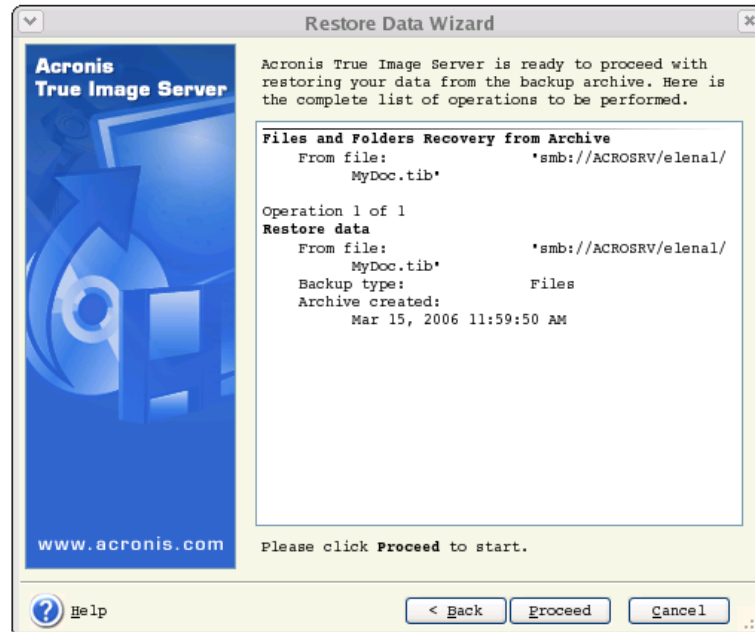 Restore Data Wizard
Acronis
True Image Server
Acronis True Image Server is ready to proceed with
restoring your data from the backup archive. Here is
the complete list of operations to be performed.
Files and Folders Recovery from Archive
From file: "smb://ACROSRV/elenal/
MyDoc.tib"
Operation 1 of 1
Restore data
From file: "smb://ACROSRV/elenal/
MyDoc.tib"
Backup type: Files
Archive created:
Mar 15, 2006 11:59:50 AM
www.acronis.com
Please click Proceed to start.
Help
< Back
Proceed
Cancel